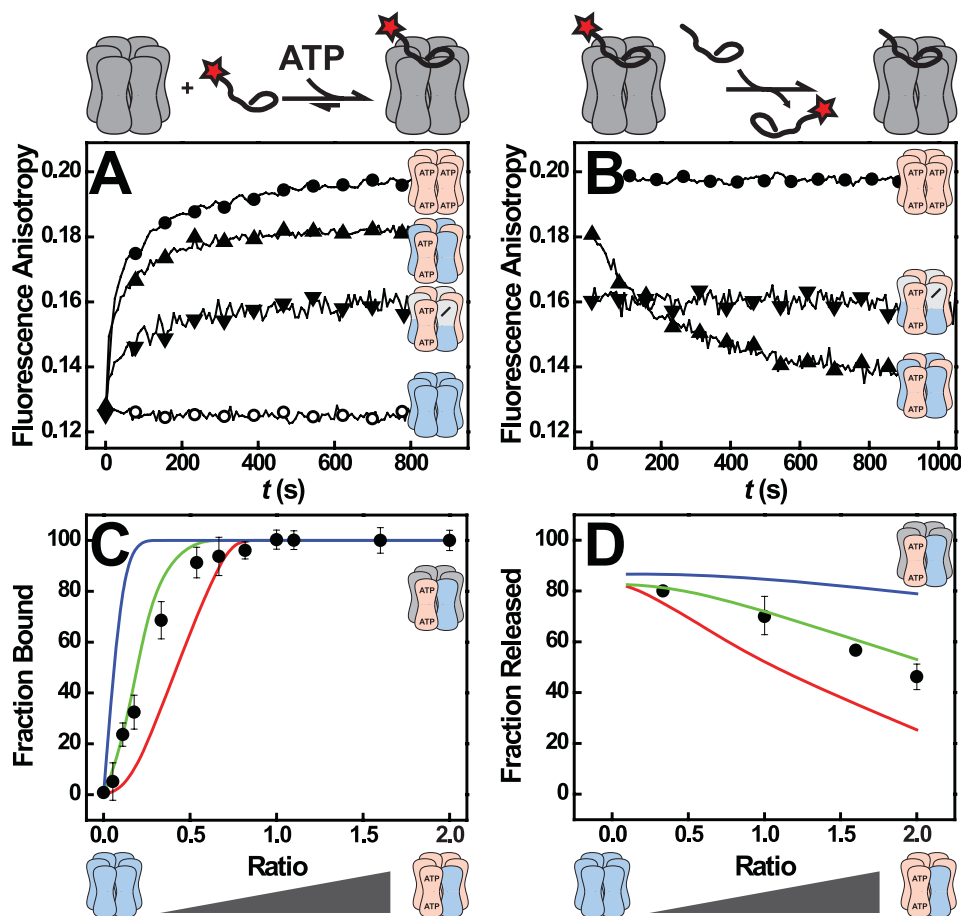 +
ATP
A
Fluorescence Anisotropy
0.20
0.18
0.16
0.14
0.12
0
200
400
600
800
t (s)
ATP ATP
ATP ATP
ATP
ATP
ATP
ATP
B
Fluorescence Anisotropy
0.20
0.18
0.16
0.14
0.12
0
200
400
600
800
1000
t (s)
ATP ATP
ATP ATP
ATP
ATP
ATP
ATP
C
Fraction Bound
100
80
60
40
20
0
0.0
0.5
1.0
1.5
2.0
Ratio
ATP
ATP
ATP
ATP
D
Fraction Released
100
80
60
40
20
0
0.0
0.5
1.0
1.5
2.0
Ratio
ATP
ATP
ATP
ATP